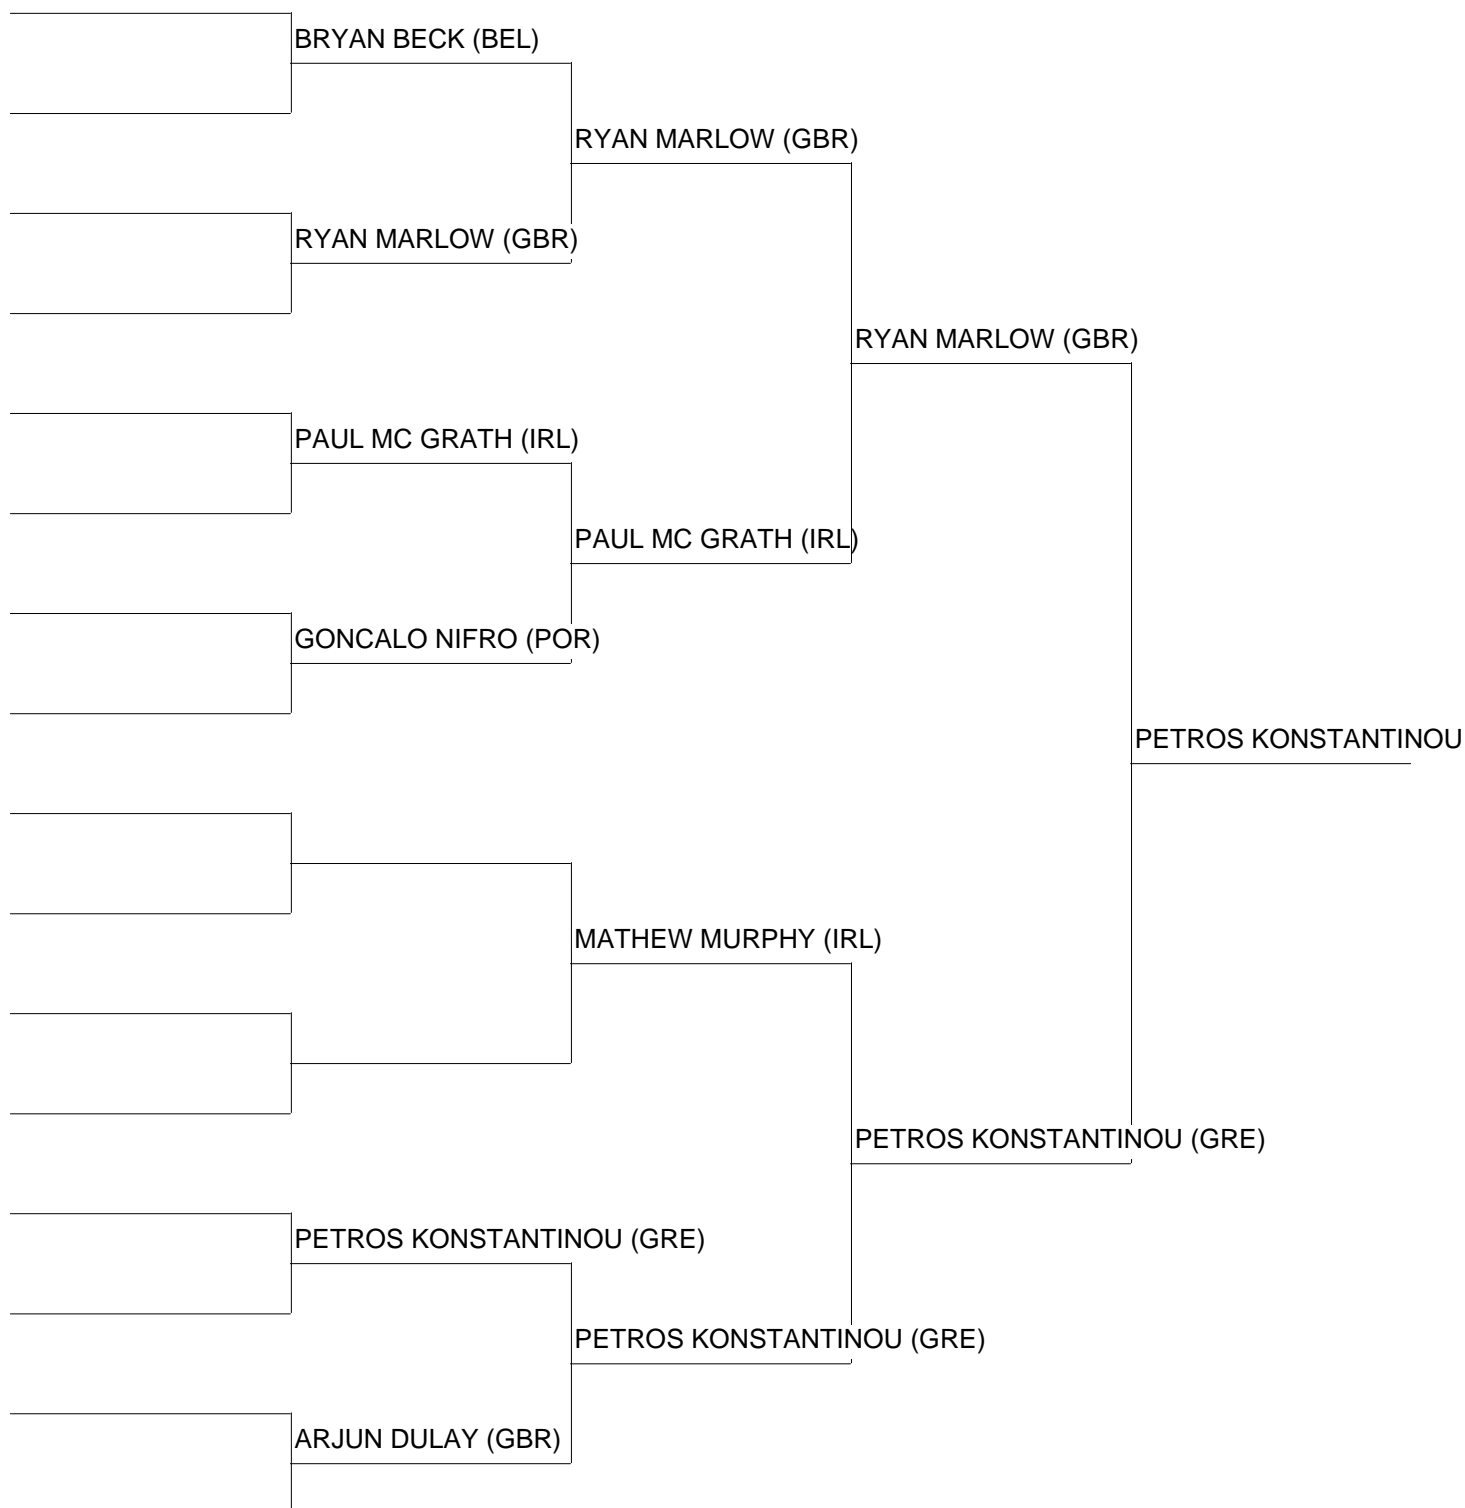 BRYAN BECK (BEL)
RYAN MARLOW (GBR)
RYAN MARLOW (GBR)
RYAN MARLOW (GBR)
PAUL MC GRATH (IRL)
PAUL MC GRATH (IRL)
GONCALO NIFRO (POR)
PETROS KONSTANTINOU
MATHEW MURPHY (IRL)
PETROS KONSTANTINOU (GRE)
PETROS KONSTANTINOU (GRE)
PETROS KONSTANTINOU (GRE)
ARJUN DULAY (GBR)